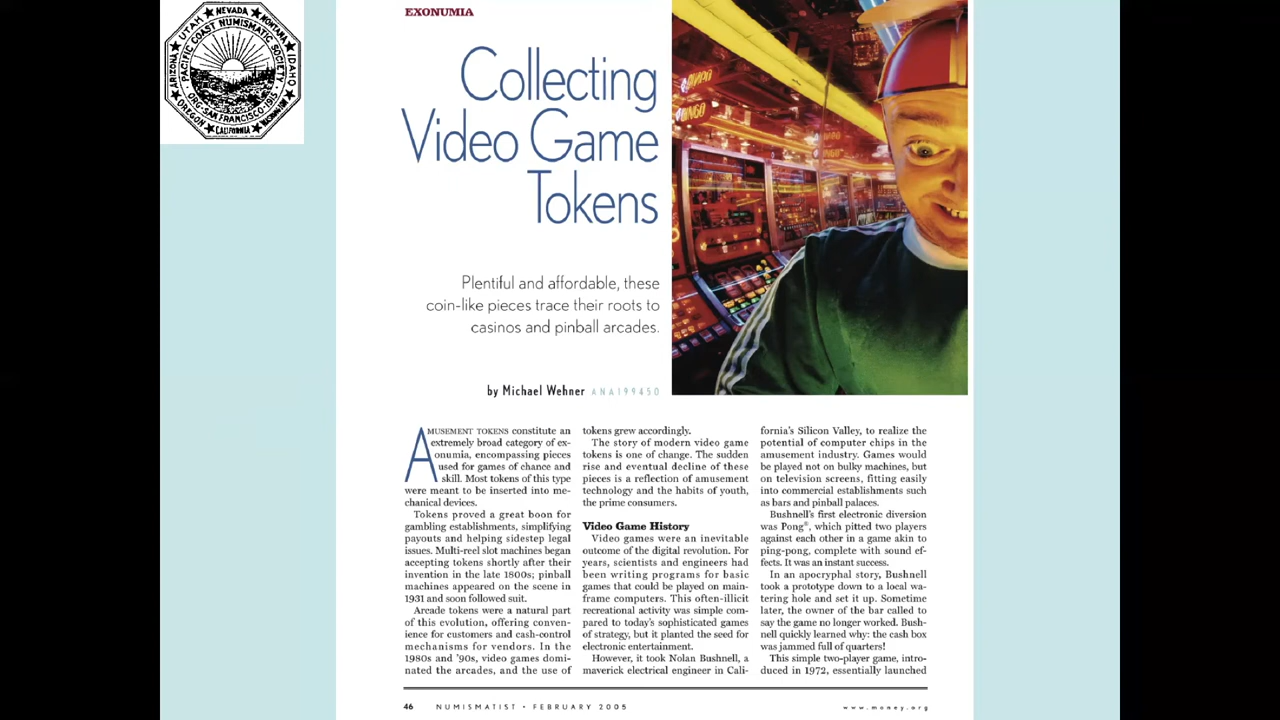 UTAH ★ NEVADA ★ MONTANA
ARIZONA ★ PACIFIC COAST NUMISMATIC SOCIETY ★ IDAHO
ORG. SAN FRANCISCO 1915
OREGON ★ CALIFORNIA ★ WASHINGTON
EXONUMIA
Collecting
Video Game
Tokens
Plentiful and affordable, these
coin-like pieces trace their roots to
casinos and pinball arcades.
by Michael Wehner ANA199450
BINGO
AMUSEMENT TOKENS constitute an
extremely broad category of ex-
onumia, encompassing pieces
used for games of chance and
skill. Most tokens of this type
were meant to be inserted into me-
chanical devices.
Tokens proved a great boon for
gambling establishments, simplifying
payouts and helping sidestep legal
issues. Multi-reel slot machines began
accepting tokens shortly after their
invention in the late 1800s; pinball
machines appeared on the scene in
1931 and soon followed suit.
Arcade tokens were a natural part
of this evolution, offering conven-
ience for customers and cash-control
mechanisms for vendors. In the
1980s and '90s, video games domi-
nated the arcades, and the use of
tokens grew accordingly.
The story of modern video game
tokens is one of change. The sudden
rise and eventual decline of these
pieces is a reflection of amusement
technology and the habits of youth,
the prime consumers.
Video Game History
Video games were an inevitable
outcome of the digital revolution. For
years, scientists and engineers had
been writing programs for basic
games that could be played on main-
frame computers. This often-illicit
recreational activity was simple com-
pared to today's sophisticated games
of strategy, but it planted the seed for
electronic entertainment.
However, it took Nolan Bushnell, a
maverick electrical engineer in Cali-
fornia's Silicon Valley, to realize the
potential of computer chips in the
amusement industry. Games would
be played not on bulky machines, but
on television screens, fitting easily
into commercial establishments such
as bars and pinball palaces.
Bushnell's first electronic diversion
was Pong®, which pitted two players
against each other in a game akin to
ping-pong, complete with sound ef-
fects. It was an instant success.
In an apocryphal story, Bushnell
took a prototype down to a local wa-
tering hole and set it up. Sometime
later, the owner of the bar called to
say the game no longer worked. Bush-
nell quickly learned why: the cash box
was jammed full of quarters!
This simple two-player game, intro-
duced in 1972, essentially launched
46 NUMISMATIST • FEBRUARY 2005 www.money.org